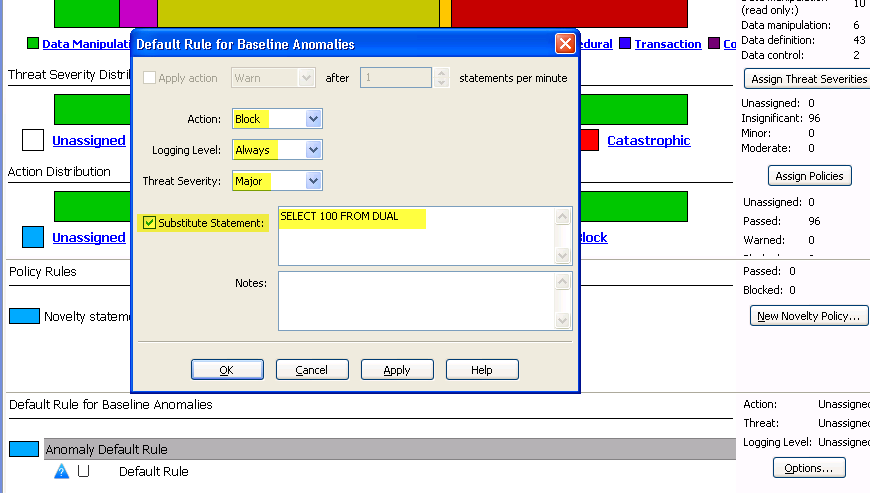 Data manipulation
(read only:) 10
Data manipulation: 6
Data definition: 43
Data control: 2
Data Manipulati
edural
Transaction
Co
Default Rule for Baseline Anomalies
Threat Severity Distri
Assign Threat Severities
Apply action Warn after 1 statements per minute
Unassigned: 0
Insignificant: 96
Minor: 0
Moderate: 0
Action: Block
Unassigned
Catastrophic
Logging Level: Always
Action Distribution
Threat Severity: Major
Assign Policies
Unassigned: 0
Passed: 96
Warned: 0
Substitute Statement: SELECT 100 FROM DUAL
Unassigned
Block
Policy Rules
Passed: 0
Blocked: 0
Notes:
Novelty stateme
New Novelty Policy...
OK Cancel Apply Help
Default Rule for Baseline Anomalies
Action: Unassigned
Threat: Unassigned
Logging Level: Unassigned
Anomaly Default Rule
Options...
? Default Rule